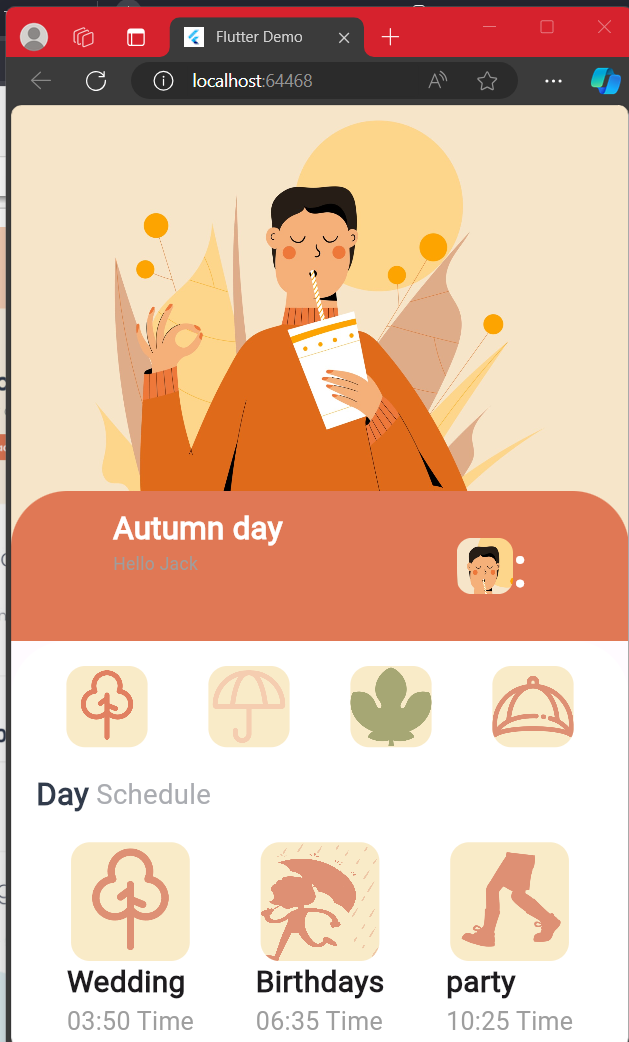 Flutter Demo
localhost:64468
Autumn day
Hello Jack
Day Schedule
Wedding Birthdays party
03:50 Time 06:35 Time 10:25 Time